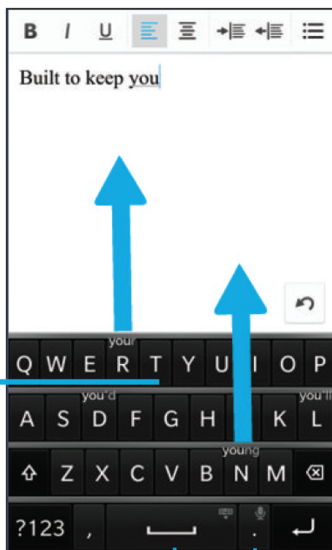 B I U
Built to keep you
your
Q W E R T Y U I O P
you'd you'll
A S D F G H K L
young
Z X C V B N M
?123 , .